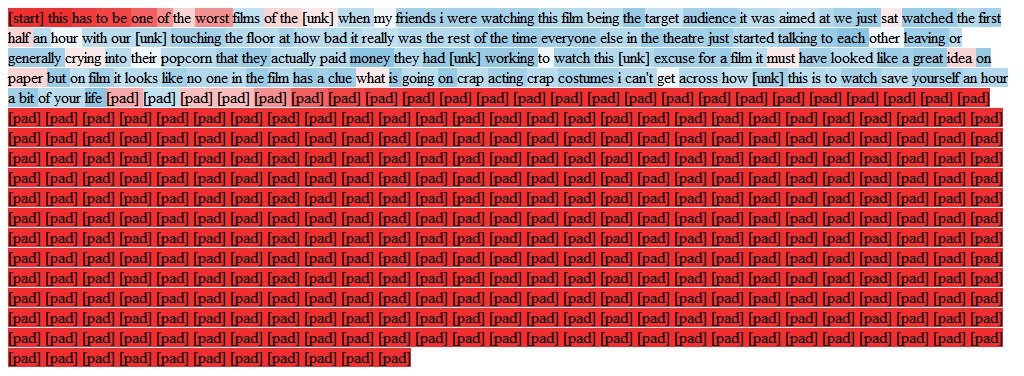 [start] this has to be one of the worst films of the [unk] when my friends i were watching this film being the target audience it was aimed at we just sat watched the first
half an hour with our [unk] touching the floor at how bad it really was the rest of the time everyone else in the theatre just started talking to each other leaving or
generally crying into their popcorn that they actually paid money they had [unk] working to watch this [unk] excuse for a film it must have looked like a great idea on
paper but on film it looks like no one in the film has a clue what is going on crap acting crap costumes i can't get across how [unk] this is to watch save yourself an hour
a bit of your life [pad] [pad] [pad] [pad] [pad] [pad] [pad] [pad] [pad] [pad] [pad] [pad] [pad] [pad] [pad] [pad] [pad] [pad] [pad] [pad] [pad] [pad] [pad] [pad]
[pad] [pad] [pad] [pad] [pad] [pad] [pad] [pad] [pad] [pad] [pad] [pad] [pad] [pad] [pad] [pad] [pad] [pad] [pad] [pad] [pad] [pad] [pad] [pad] [pad] [pad] [pad]
[pad] [pad] [pad] [pad] [pad] [pad] [pad] [pad] [pad] [pad] [pad] [pad] [pad] [pad] [pad] [pad] [pad] [pad] [pad] [pad] [pad] [pad] [pad] [pad] [pad] [pad] [pad]
[pad] [pad] [pad] [pad] [pad] [pad] [pad] [pad] [pad] [pad] [pad] [pad] [pad] [pad] [pad] [pad] [pad] [pad] [pad] [pad] [pad] [pad] [pad] [pad] [pad] [pad] [pad]
[pad] [pad] [pad] [pad] [pad] [pad] [pad] [pad] [pad] [pad] [pad] [pad] [pad] [pad] [pad] [pad] [pad] [pad] [pad] [pad] [pad] [pad] [pad] [pad] [pad] [pad] [pad]
[pad] [pad] [pad] [pad] [pad] [pad] [pad] [pad] [pad] [pad] [pad] [pad] [pad] [pad] [pad] [pad] [pad] [pad] [pad] [pad] [pad] [pad] [pad] [pad] [pad] [pad] [pad]
[pad] [pad] [pad] [pad] [pad] [pad] [pad] [pad] [pad] [pad] [pad] [pad] [pad] [pad] [pad] [pad] [pad] [pad] [pad] [pad] [pad] [pad] [pad] [pad] [pad] [pad] [pad]
[pad] [pad] [pad] [pad] [pad] [pad] [pad] [pad] [pad] [pad] [pad] [pad] [pad] [pad] [pad] [pad] [pad] [pad] [pad] [pad] [pad] [pad] [pad] [pad] [pad] [pad] [pad]
[pad] [pad] [pad] [pad] [pad] [pad] [pad] [pad] [pad] [pad] [pad] [pad] [pad] [pad] [pad] [pad] [pad] [pad] [pad] [pad] [pad] [pad] [pad] [pad] [pad] [pad] [pad]
[pad] [pad] [pad] [pad] [pad] [pad] [pad] [pad] [pad] [pad] [pad] [pad] [pad] [pad] [pad] [pad] [pad] [pad] [pad] [pad] [pad] [pad] [pad] [pad] [pad] [pad] [pad]
[pad] [pad] [pad] [pad] [pad] [pad] [pad] [pad] [pad] [pad] [pad] [pad] [pad] [pad] [pad] [pad] [pad] [pad] [pad] [pad] [pad] [pad] [pad] [pad] [pad] [pad] [pad]
[pad] [pad] [pad] [pad] [pad] [pad] [pad] [pad] [pad] [pad] [pad] [pad] [pad] [pad] [pad] [pad] [pad] [pad] [pad] [pad] [pad] [pad] [pad] [pad] [pad] [pad] [pad]
[pad] [pad] [pad] [pad] [pad] [pad] [pad] [pad] [pad] [pad] [pad] [pad] [pad] [pad] [pad] [pad] [pad] [pad] [pad] [pad] [pad] [pad] [pad] [pad] [pad] [pad] [pad]
[pad] [pad] [pad] [pad] [pad] [pad] [pad] [pad] [pad] [pad] [pad]